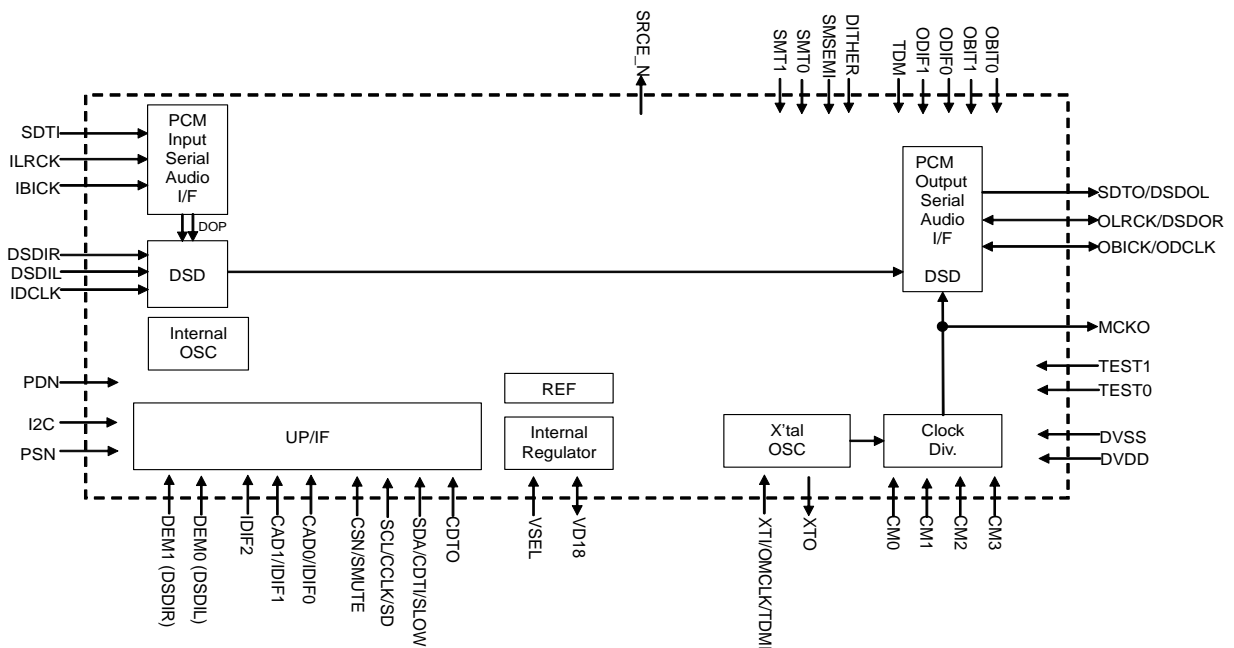 SRCE_N
SMT1
SMT0
SMSEMI
DITHER
TDM
ODIF1
ODIF0
OBIT1
OBIT0
SDTI
ILRCK
IBICK
PCM
Input
Serial
Audio
I/F
DOP
DSDIR
DSDIL
IDCLK
DSD
Internal
OSC
PCM
Output
Serial
Audio
I/F
DSD
SDTO/DSDOL
OLRCK/DSDOR
OBICK/ODCLK
MCKO
TEST1
TEST0
DVSS
DVDD
PDN
I2C
PSN
UP/IF
REF
Internal
Regulator
X'tal
OSC
Clock
Div.
DEM1 (DSDIR)
DEM0 (DSDIL)
IDIF2
CAD1/IDIF1
CAD0/IDIF0
CSN/SMUTE
SCL/CCLK/SD
SDA/CDTI/SLOW
CDTO
VSEL
VD18
XTI/OMCLK/TDMI
XTO
CM0
CM1
CM2
CM3